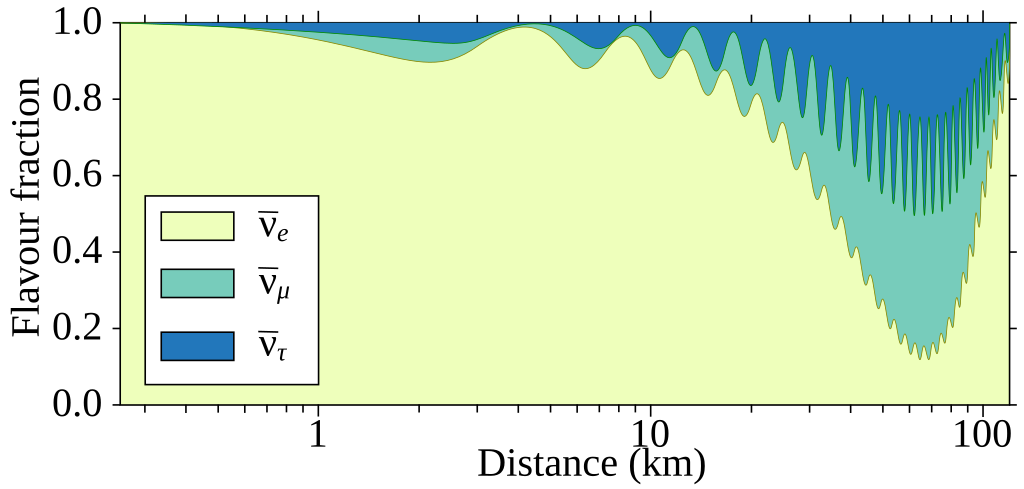 1.0
0.8
0.6
0.4
0.2
0.0
Flavour fraction
ν̅e
ν̅μ
ν̅τ
1
10
100
Distance (km)